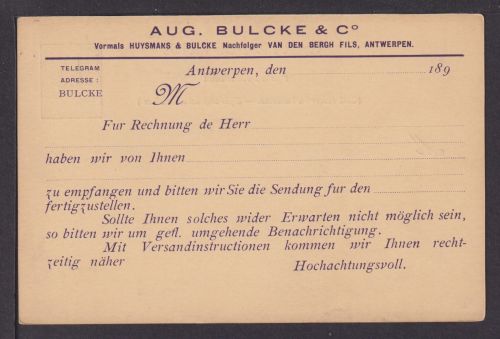 AUG. BULCKE & Cº
Vormals HUYSMANS & BULCKE Nachfolger VAN DEN BERGH FILS, ANTWERPEN.
TELEGRAM
ADRESSE :
BULCKE
Antwerpen, den 189
M
Fur Rechnung de Herr
haben wir von Ihnen
zu empfangen und bitten wir Sie die Sendung fur den
fertigzustellen.
Sollte Ihnen solches wider Erwarten nicht möglich sein,
so bitten wir um gefl. umgehende Benachrichtigung.
Mit Versandinstructionen kommen wir Ihnen recht-
zeitig näher Hochachtungsvoll.